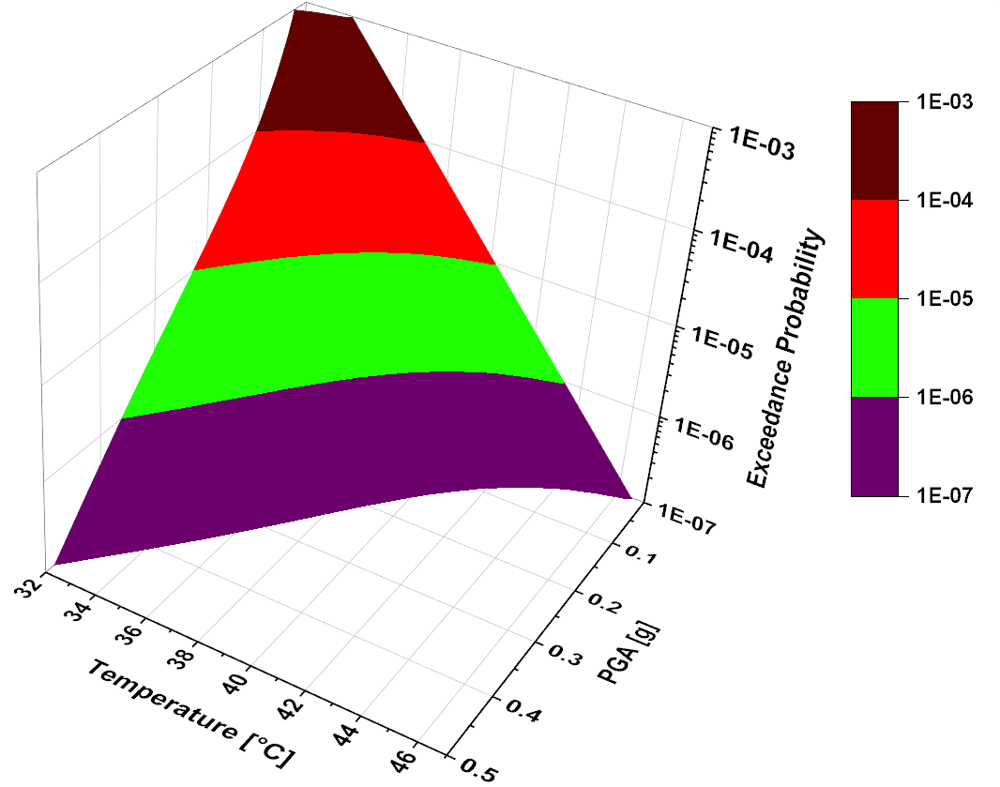 1E-03
1E-04
1E-05
1E-06
1E-07
Exceedance Probability
0.1
0.2
0.3
0.4
0.5
PGA [g]
32
34
36
38
40
42
44
46
Temperature [°C]
1E-03
1E-04
1E-05
1E-06
1E-07